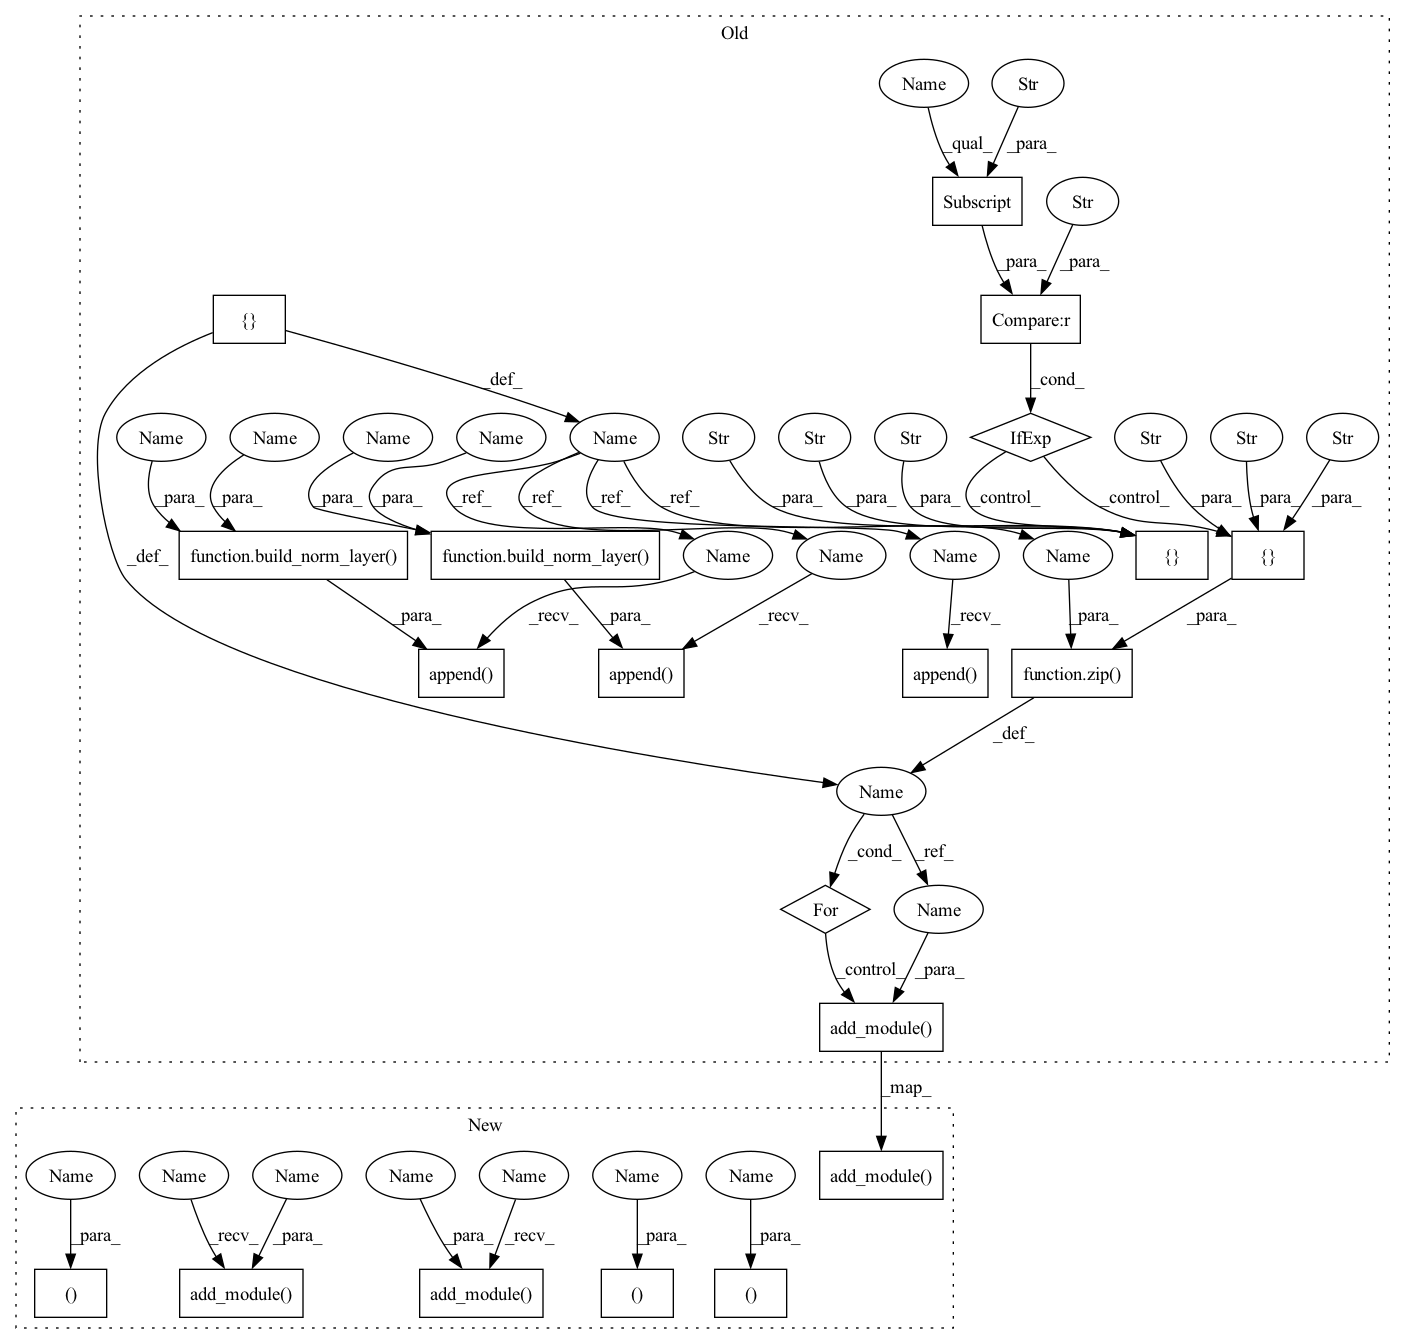 Old
Name Str
_qual_ _para_
Subscript Str
_para_ _para_
{} Compare:r
_def_ _cond_
Name Name Name Name Name Str Str Str IfExp Str Str Str
_para_ _para_ _para_ _para_ _ref_ _ref_ _ref_ _ref_ _para_ _para_ _para_ _control_ _control_ _para_ _para_ _para_
_def_ function.build_norm_layer() function.build_norm_layer() Name Name Name Name {} {}
_para_ _recv_ _para_ _recv_ _recv_ _para_ _para_
append() append() append() function.zip()
_def_
Name
_cond_ _ref_
For Name
_control_ _para_
add_module()
_map_
New
Name Name Name Name Name Name Name add_module()
_para_ _recv_ _para_ _para_ _recv_ _para_ _para_
() add_module() add_module() () ()